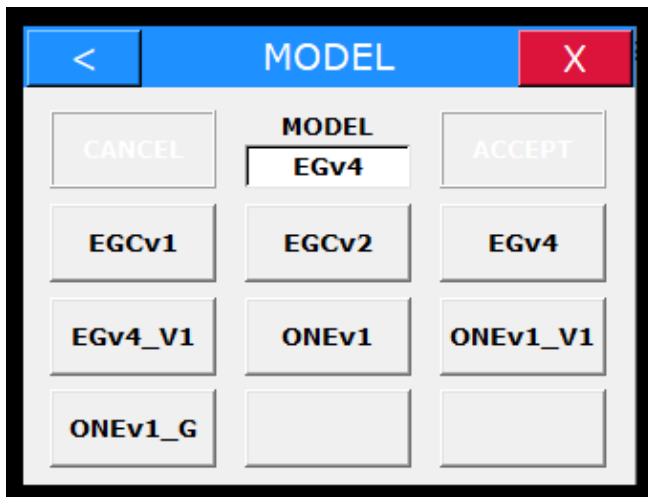 < MODEL X
CANCEL MODEL ACCEPT
EGv4
EGCv1 EGCv2 EGv4
EGv4_V1 ONEv1 ONEv1_V1
ONEv1_G